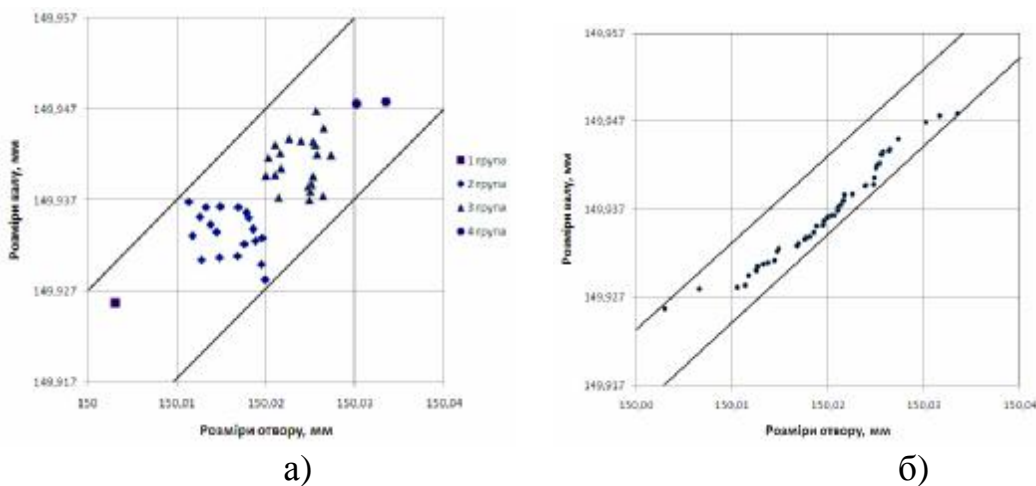 149,957
149,947
149,937
149,927
149,917
150
150,01
150,02
150,03
150,04
Розміри валу, мм
Розміри отвору, мм
1 група
2 група
3 група
4 група
а)
149,957
149,947
149,937
149,927
149,917
150,00
150,01
150,02
150,03
150,04
Розміри валу, мм
Розміри отвору, мм
б)